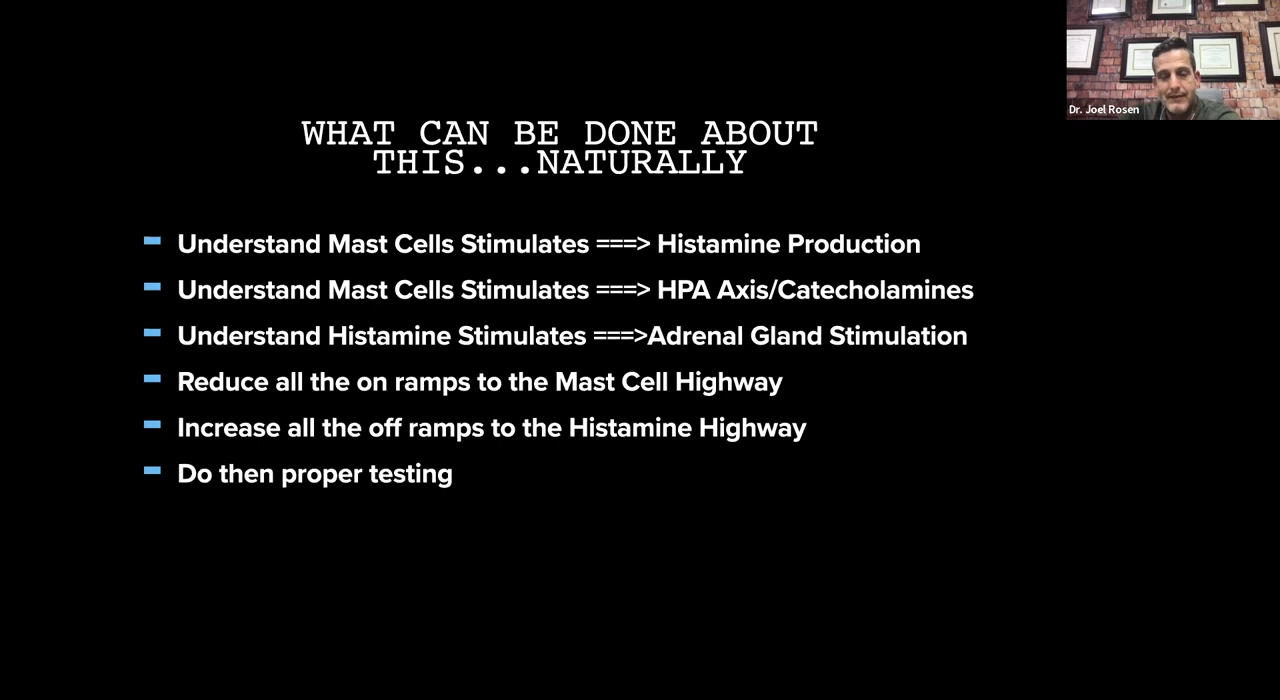 Dr. Joel Rosen
WHAT CAN BE DONE ABOUT
THIS...NATURALLY
Understand Mast Cells Stimulates ===> Histamine Production
Understand Mast Cells Stimulates ===> HPA Axis/Catecholamines
Understand Histamine Stimulates ===>Adrenal Gland Stimulation
Reduce all the on ramps to the Mast Cell Highway
Increase all the off ramps to the Histamine Highway
Do then proper testing